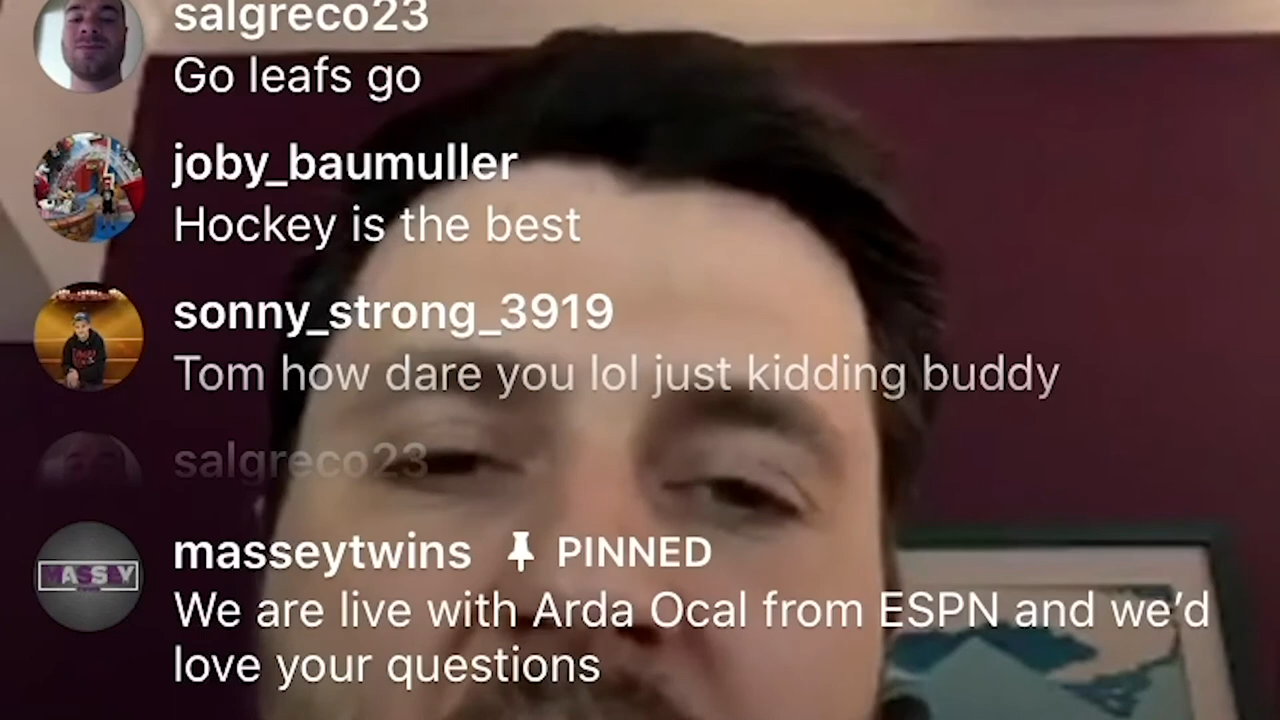 salgreco23
Go leafs go
joby_baumuller
Hockey is the best
sonny_strong_3919
Tom how dare you lol just kidding buddy
salgreco23
masseytwins PINNED
MASSEY
We are live with Arda Ocal from ESPN and we’d
love your questions